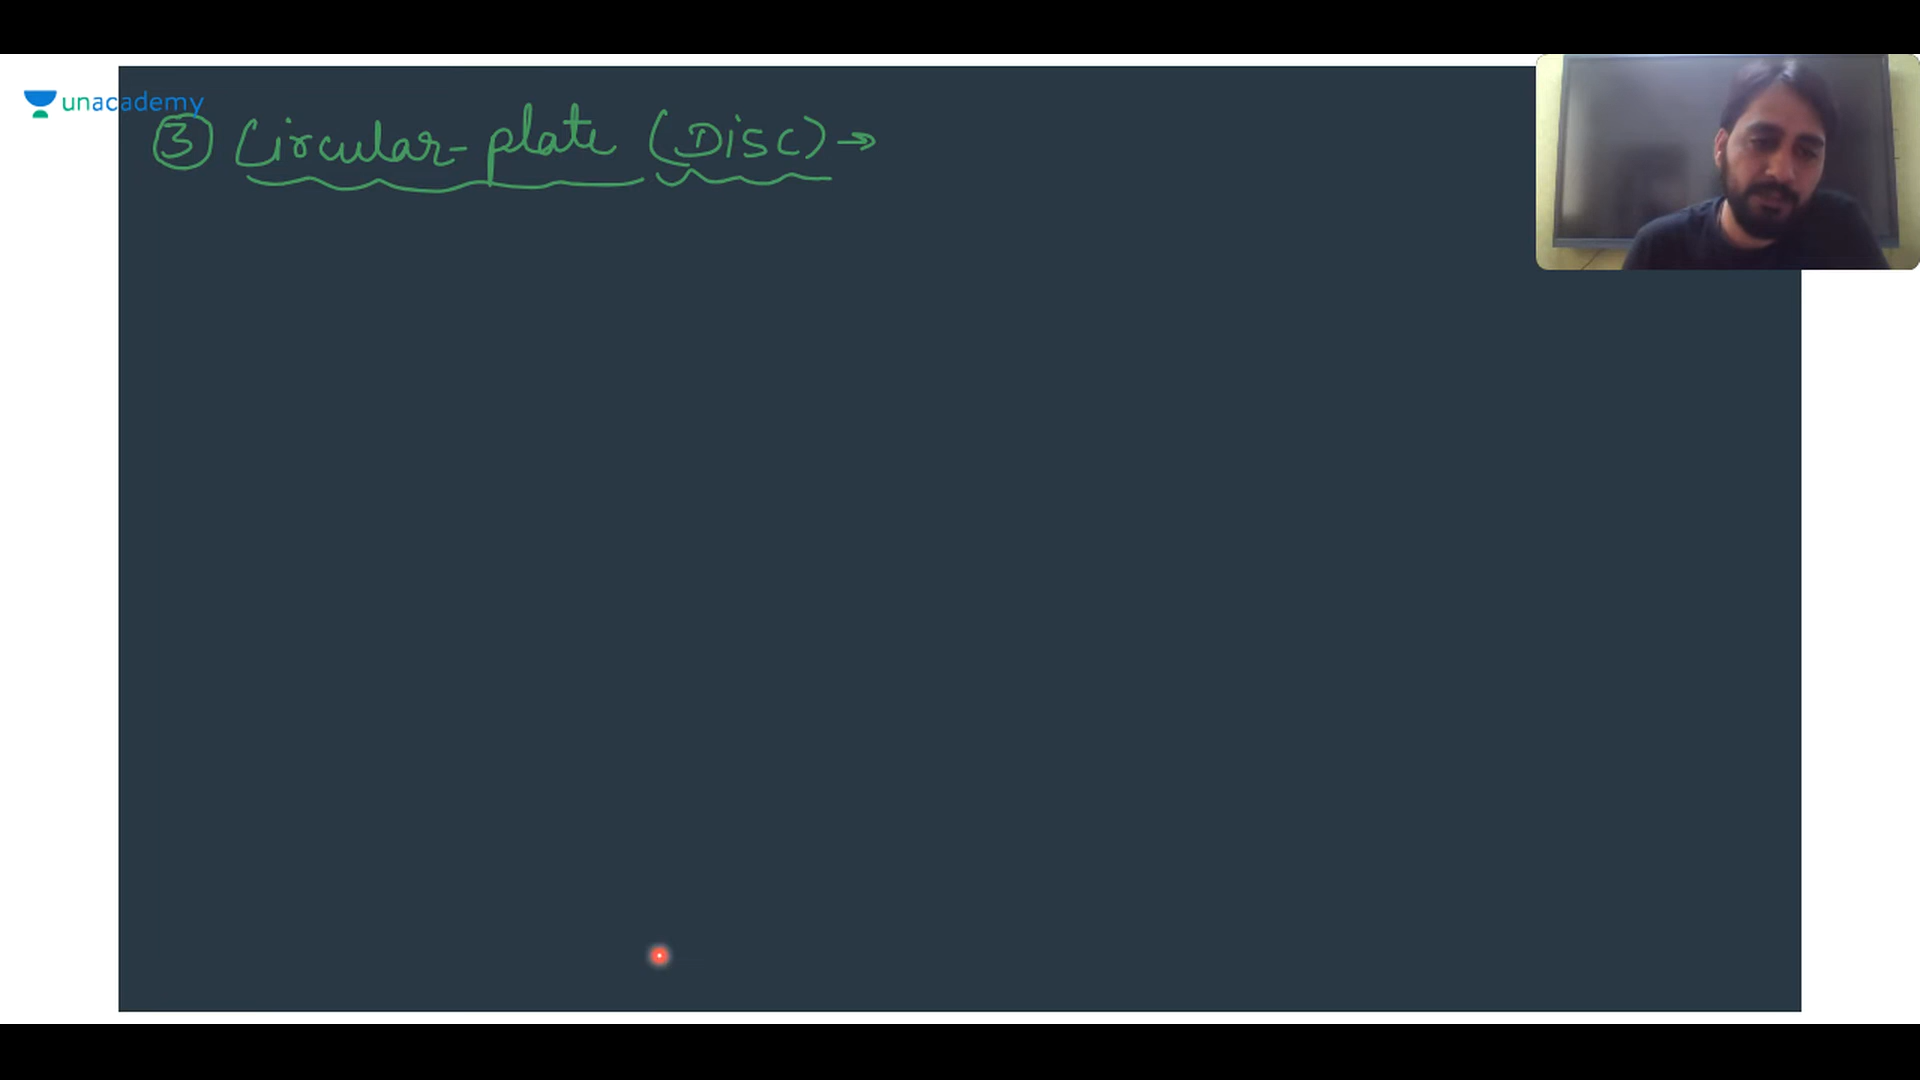 unacademy
③ Circular-plate (Disc) →